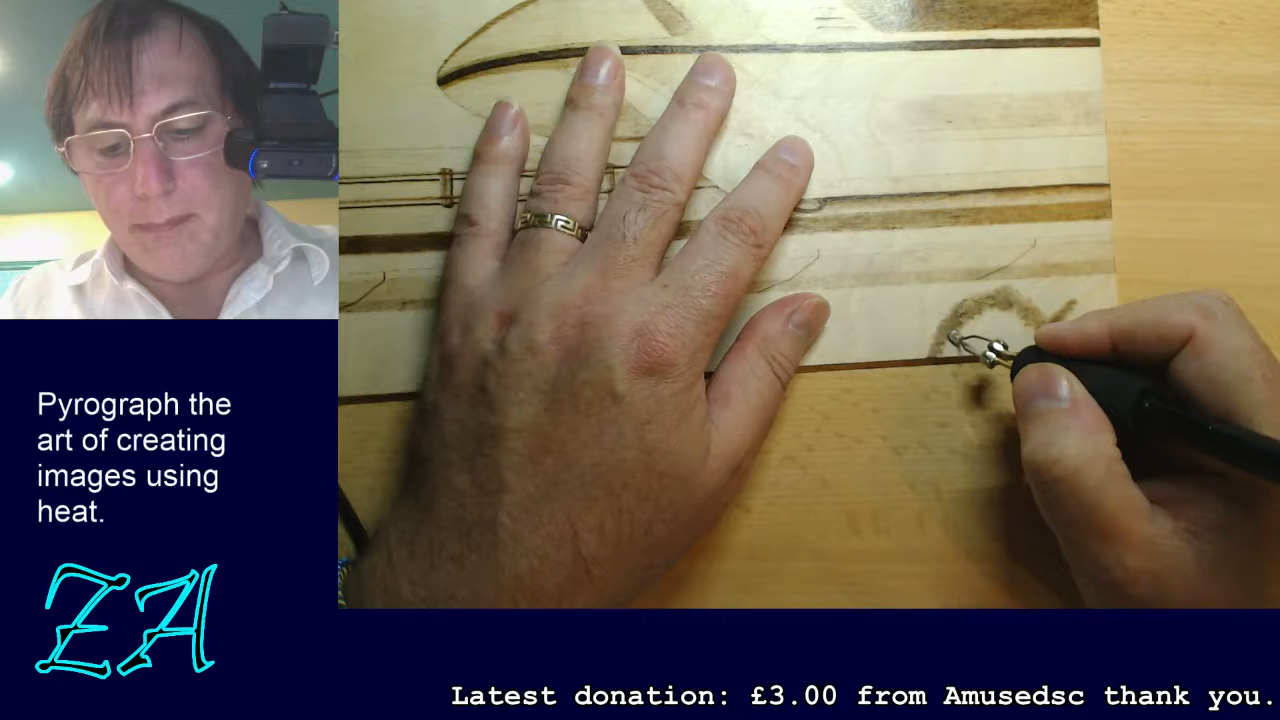 Pyrograph the
art of creating
images using
heat.
ZA
Latest donation: £3.00 from Amusedsc thank you.